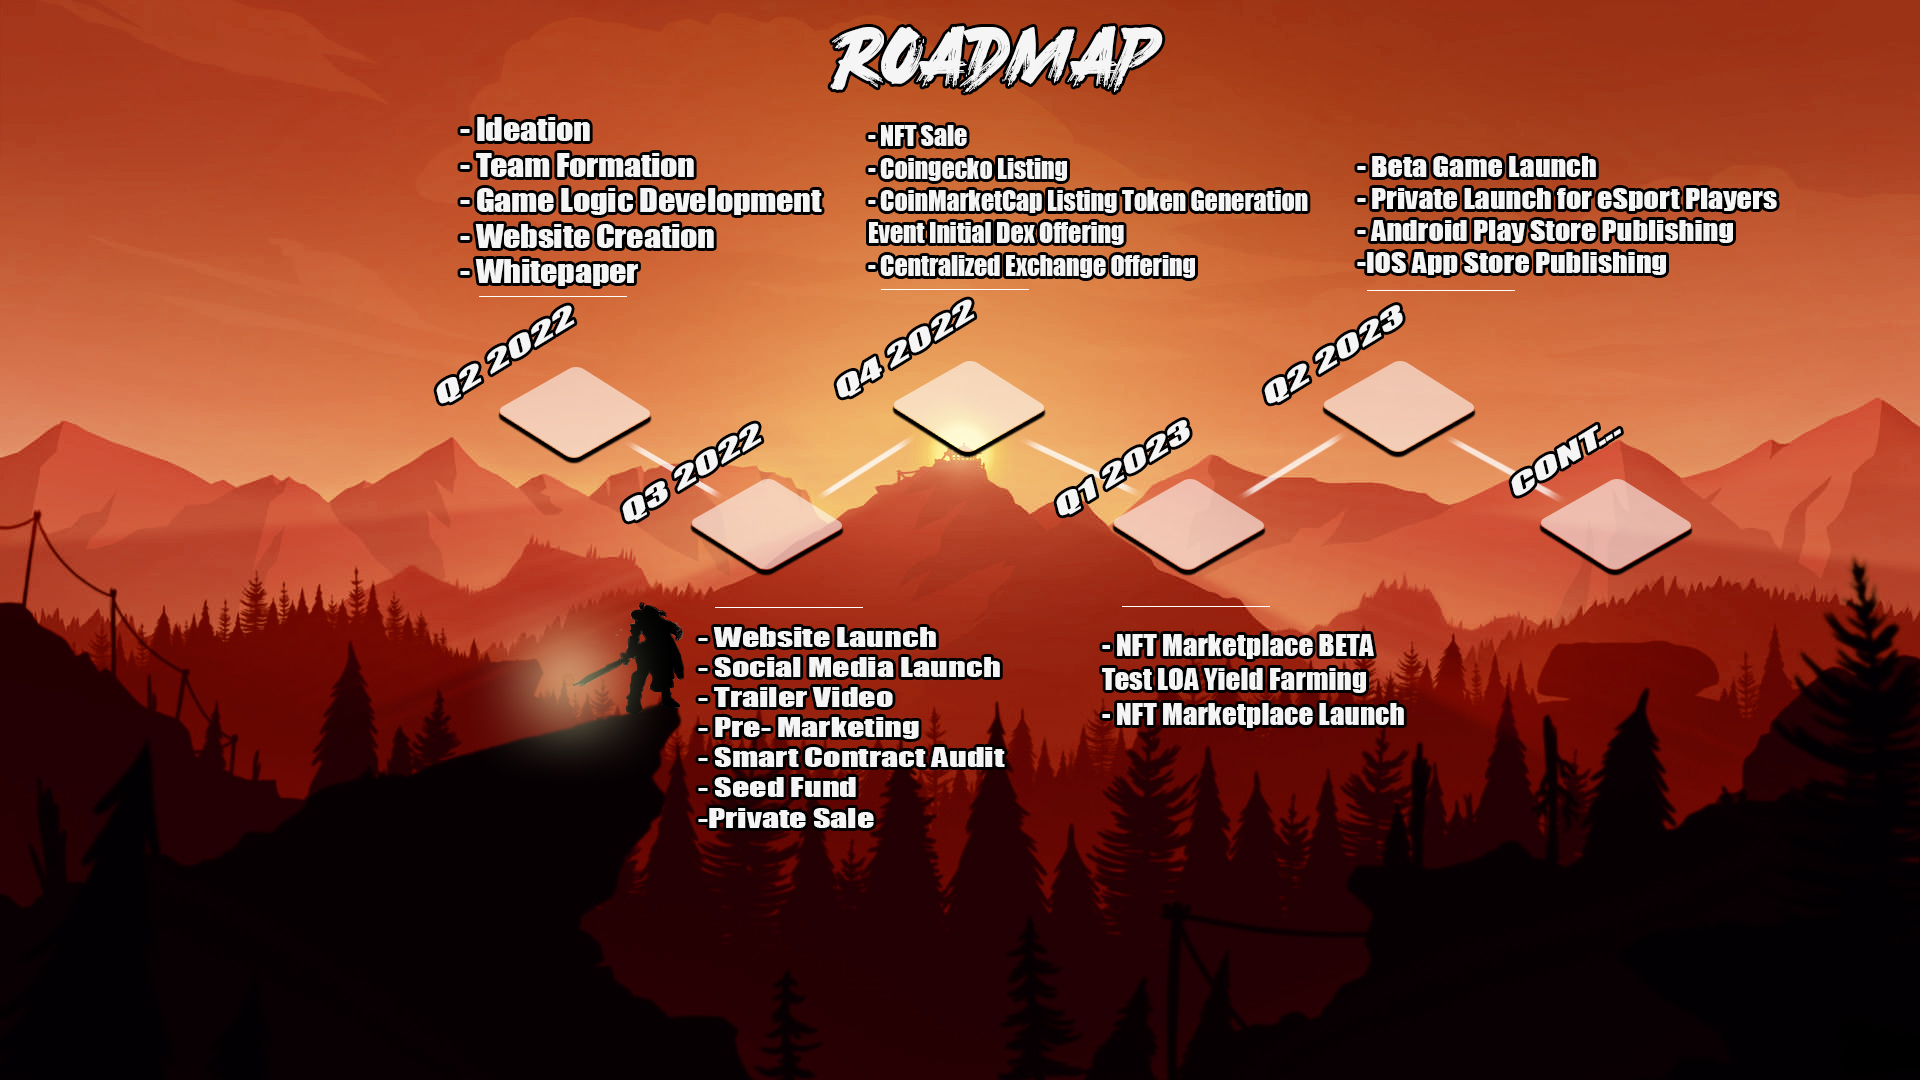 ROADMAP
- Ideation
- Team Formation
- Game Logic Development
- Website Creation
- Whitepaper
Q2 2022
- NFT Sale
- Coingecko Listing
- CoinMarketCap Listing Token Generation
Event Initial Dex Offering
- Centralized Exchange Offering
Q4 2022
- Beta Game Launch
- Private Launch for eSport Players
- Android Play Store Publishing
-IOS App Store Publishing
Q2 2023
Q3 2022
- Website Launch
- Social Media Launch
- Trailer Video
- Pre- Marketing
- Smart Contract Audit
- Seed Fund
-Private Sale
Q1 2023
- NFT Marketplace BETA
Test LOA Yield Farming
- NFT Marketplace Launch
CONT...